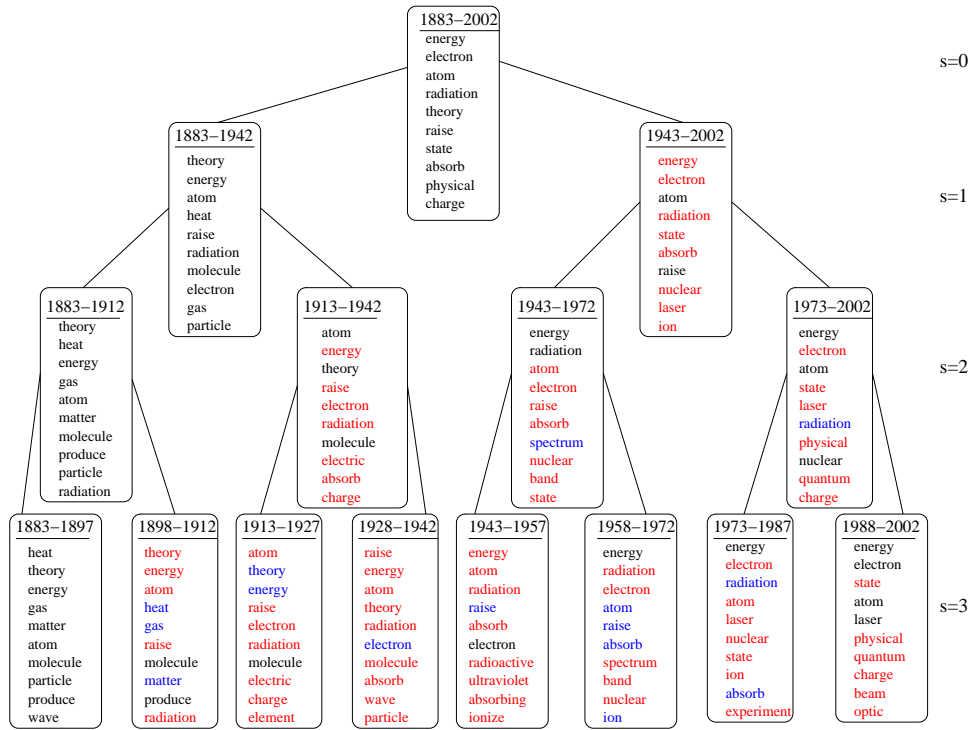 1883–2002
energy
electron
atom
radiation
theory
raise
state
absorb
physical
charge
s=0
1883–1942
theory
energy
atom
heat
raise
radiation
molecule
electron
gas
particle
1943–2002
energy
electron
atom
radiation
state
absorb
raise
nuclear
laser
ion
s=1
1883–1912
theory
heat
energy
gas
atom
matter
molecule
produce
particle
radiation
1913–1942
atom
energy
theory
raise
electron
radiation
molecule
electric
absorb
charge
1943–1972
energy
radiation
atom
electron
raise
absorb
spectrum
nuclear
band
state
1973–2002
energy
electron
atom
state
laser
radiation
physical
nuclear
quantum
charge
s=2
1883–1897
heat
theory
energy
gas
matter
atom
molecule
particle
produce
wave
1898–1912
theory
energy
atom
heat
gas
raise
molecule
matter
produce
radiation
1913–1927
atom
theory
energy
raise
electron
radiation
molecule
electric
charge
element
1928–1942
raise
energy
atom
theory
radiation
electron
molecule
absorb
wave
particle
1943–1957
energy
atom
radiation
raise
absorb
electron
radioactive
ultraviolet
absorbing
ionize
1958–1972
energy
radiation
electron
atom
raise
absorb
spectrum
band
nuclear
ion
1973–1987
energy
electron
radiation
atom
laser
nuclear
state
ion
absorb
experiment
1988–2002
energy
electron
state
atom
laser
physical
quantum
charge
beam
optic
s=3